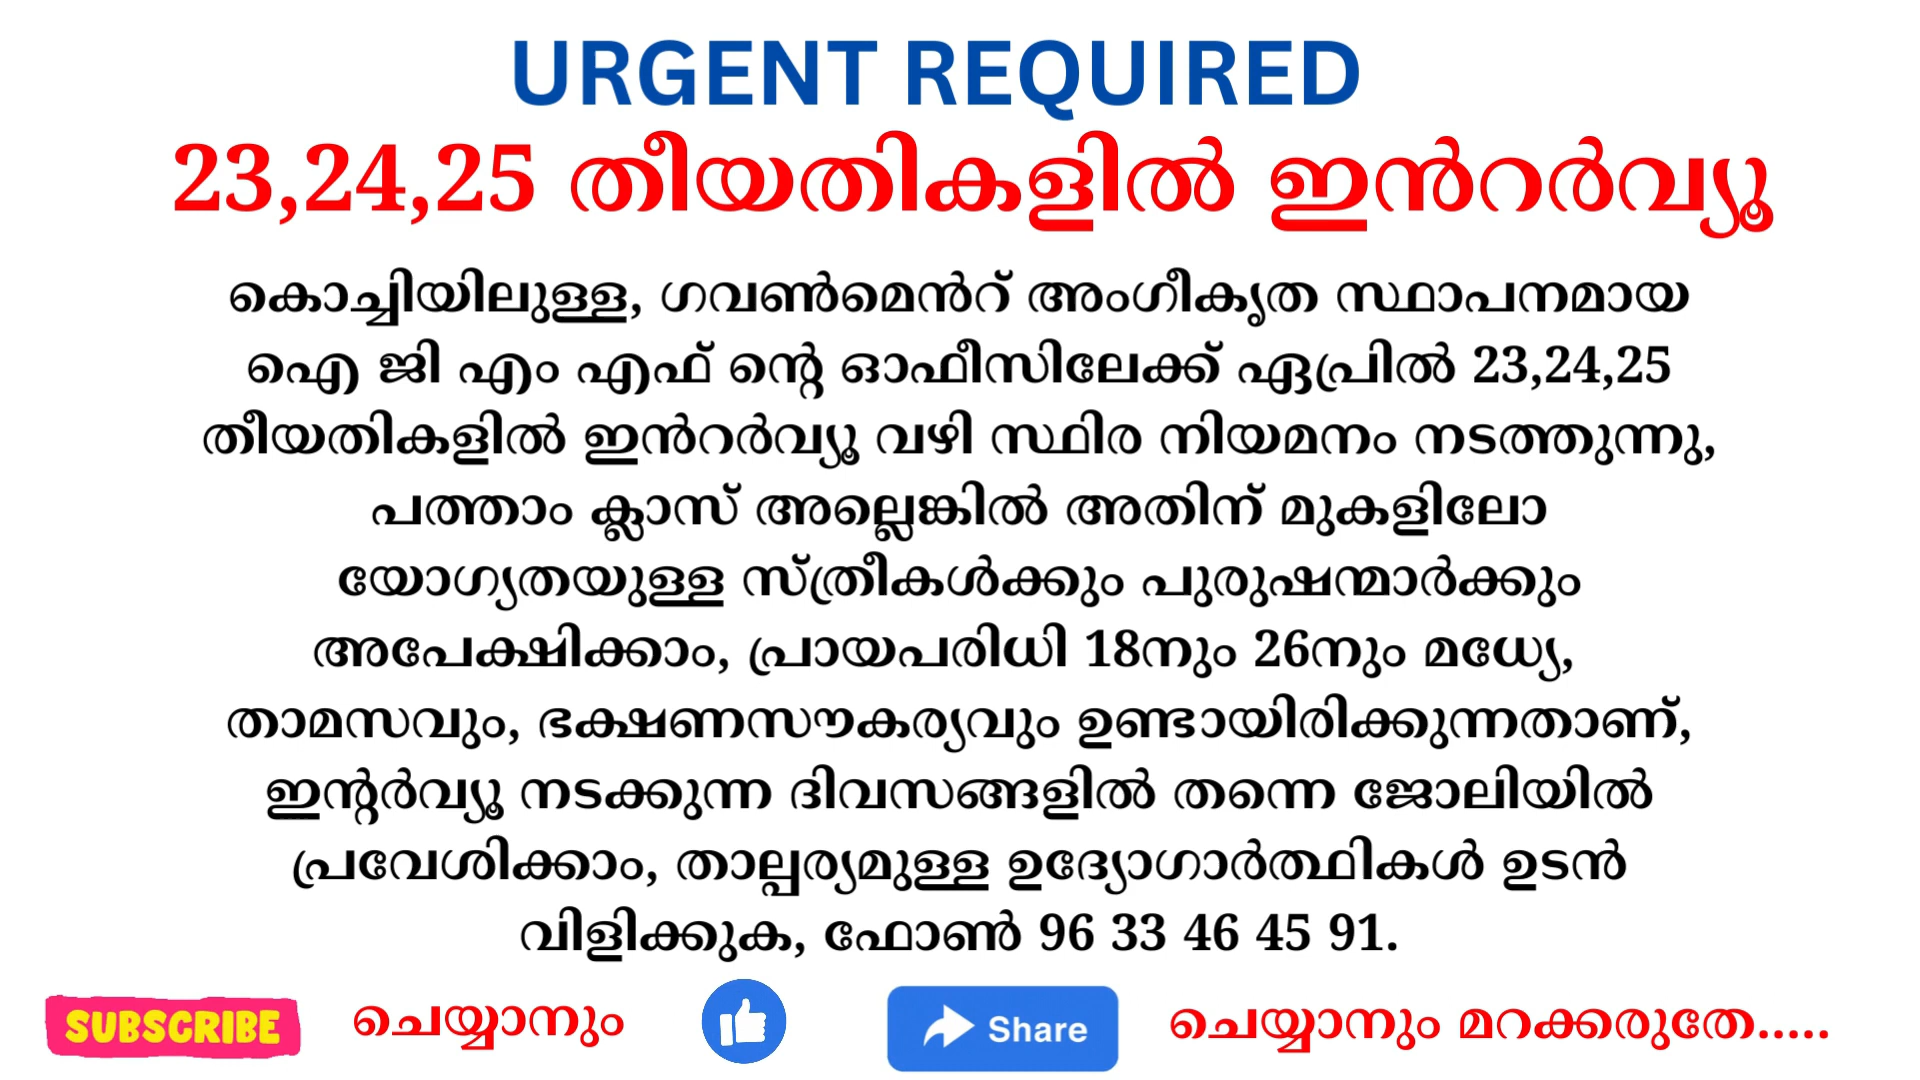 URGENT REQUIRED
23,24,25 തീയതികളിൽ ഇൻറർവ്യൂ
കൊച്ചിയിലുള്ള, ഗവൺമെൻറ് അംഗീകൃത സ്ഥാപനമായ
ഐ ജി എം എഫ് ന്റെ ഓഫീസിലേക്ക് ഏപ്രിൽ 23,24,25
തീയതികളിൽ ഇൻറർവ്യൂ വഴി സ്ഥിര നിയമനം നടത്തുന്നു,
പത്താം ക്ലാസ് അല്ലെങ്കിൽ അതിന് മുകളിലോ
യോഗ്യതയുള്ള സ്ത്രീകൾക്കും പുരുഷന്മാർക്കും
അപേക്ഷിക്കാം, പ്രായപരിധി 18നും 26നും മധ്യേ,
താമസവും, ഭക്ഷണസൗകര്യവും ഉണ്ടായിരിക്കുന്നതാണ്,
ഇന്റർവ്യൂ നടക്കുന്ന ദിവസങ്ങളിൽ തന്നെ ജോലിയിൽ
പ്രവേശിക്കാം, താല്പര്യമുള്ള ഉദ്യോഗാർത്ഥികൾ ഉടൻ
വിളിക്കുക, ഫോൺ 96 33 46 45 91.
SUBSCRIBE ചെയ്യാനും Share ചെയ്യാനും മറക്കരുതേ.....